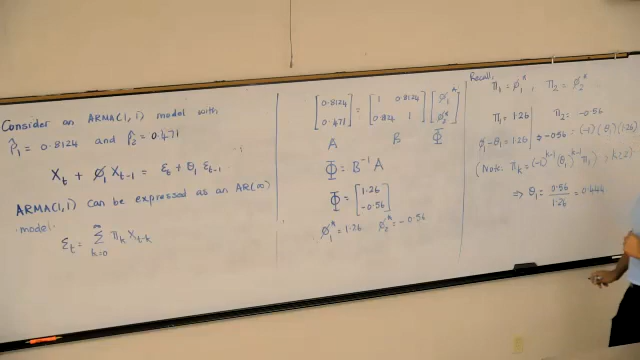 Consider an ARMA(1,1) model with
ρ̂₁ = 0.8124 and ρ̂₂ = 0.471
Xₜ + ϕ₁ Xₜ₋₁ = εₜ + θ₁ εₜ₋₁
ARMA(1,1) can be expressed as an AR(∞)
model.
εₜ = ∑_{k=0}^{∞} Πₖ Xₜ₋ₖ
[0.8124; 0.471] = [1 0.8124; 0.824 1] [ϕ₁*; ϕ₂*]
A B Φ
Φ = B⁻¹ A
Φ = [1.26; -0.56]
ϕ₁* = 1.26 ϕ₂* = -0.56
Recall:
Π₁ = ϕ₁*, Π₂ = ϕ₂*
Π₁ = 1.26 Π₂ = -0.56
ϕ₁ - θ₁ = 1.26 ⇒ -0.56 = (-1)(θ₁)(1.26)
(Note: Πₖ = (-1)ᵏ⁻¹ (θ₁)ᵏ⁻¹ Π₁) k≥2)
⇒ θ₁ = 0.56/1.26 = 0.444